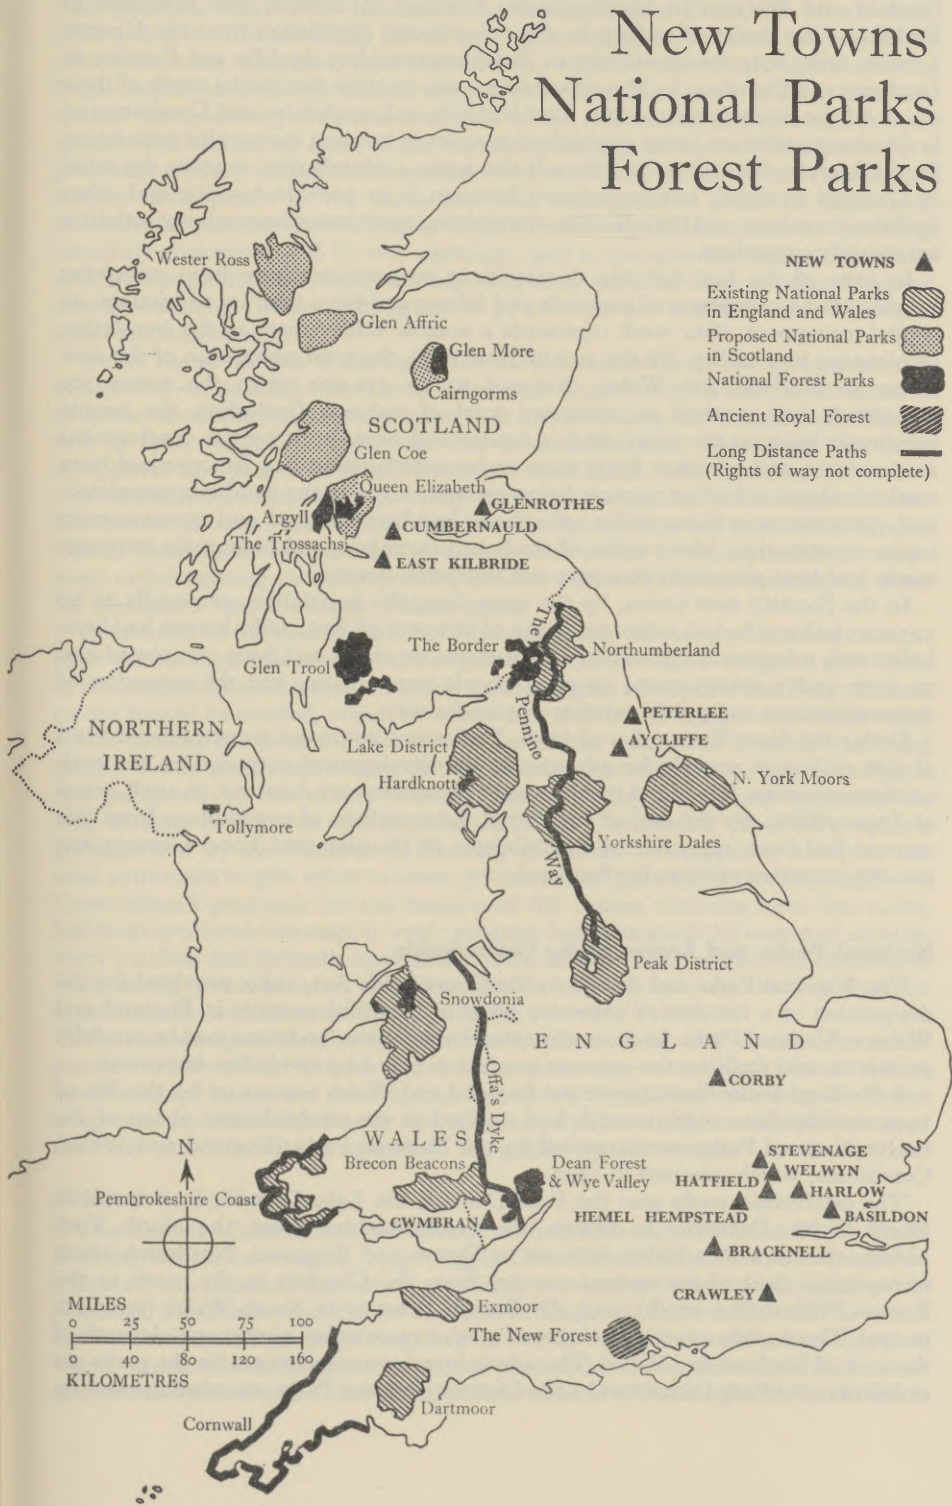 New Towns
National Parks
Forest Parks
NEW TOWNS
Existing National Parks
in England and Wales
Proposed National Parks
in Scotland
National Forest Parks
Ancient Royal Forest
Long Distance Paths
(Rights of way not complete)
Wester Ross
Glen Affric
Glen More
Cairngorms
SCOTLAND
Glen Coe
Queen Elizabeth
GLENROTHES
Argyll
CUMBERNAULD
The Trossachs
EAST KILBRIDE
The Border
Northumberland
Glen Trool
The
Pennine
Way
PETERLEE
AYCLIFFE
NORTHERN
IRELAND
Lake District
Hardknott
N. York Moors
Tollymore
Yorkshire Dales
Peak District
Snowdonia
ENGLAND
CORBY
Offa's Dyke
WALES
Brecon Beacons
Dean Forest
& Wye Valley
STEVENAGE
WELWYN
HATFIELD
HARLOW
N
Pembrokeshire Coast
CWMBRAN
HEMEL HEMPSTEAD
BASILDON
BRACKNELL
CRAWLEY
MILES
0 25 50 75 100
0 40 80 120 160
KILOMETRES
Exmoor
The New Forest
Dartmoor
Cornwall